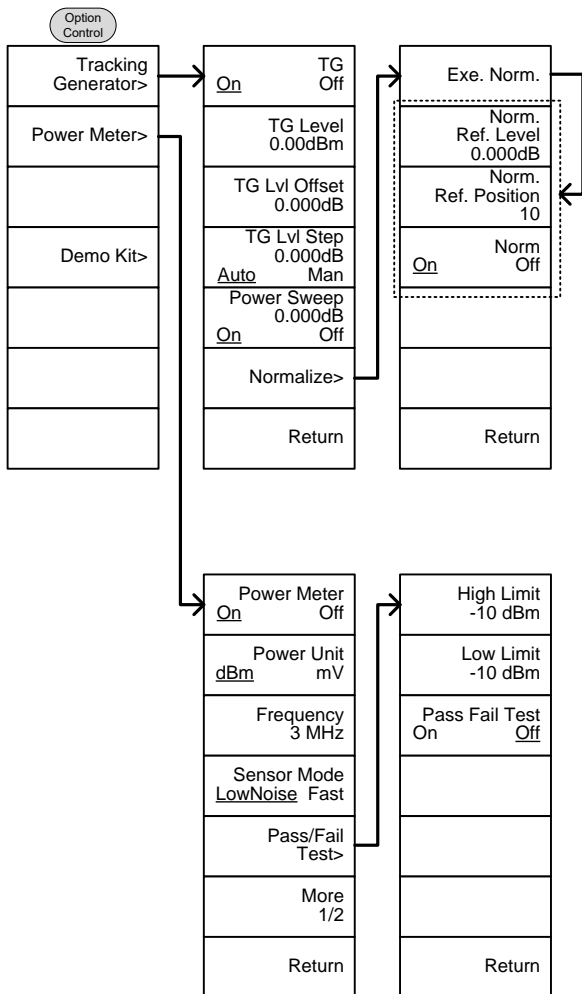 Option
Control
Tracking
Generator>
Power Meter>
Demo Kit>
TG
On Off
TG Level
0.00dBm
TG Lvl Offset
0.000dB
TG Lvl Step
0.000dB
Auto Man
Power Sweep
0.000dB
On Off
Normalize>
Return
Exe. Norm.
Norm.
Ref. Level
0.000dB
Norm.
Ref. Position
10
Norm
On Off
Return
Power Meter
On Off
Power Unit
dBm mV
Frequency
3 MHz
Sensor Mode
LowNoise Fast
Pass/Fail
Test>
More
1/2
Return
High Limit
-10 dBm
Low Limit
-10 dBm
Pass Fail Test
On Off
Return